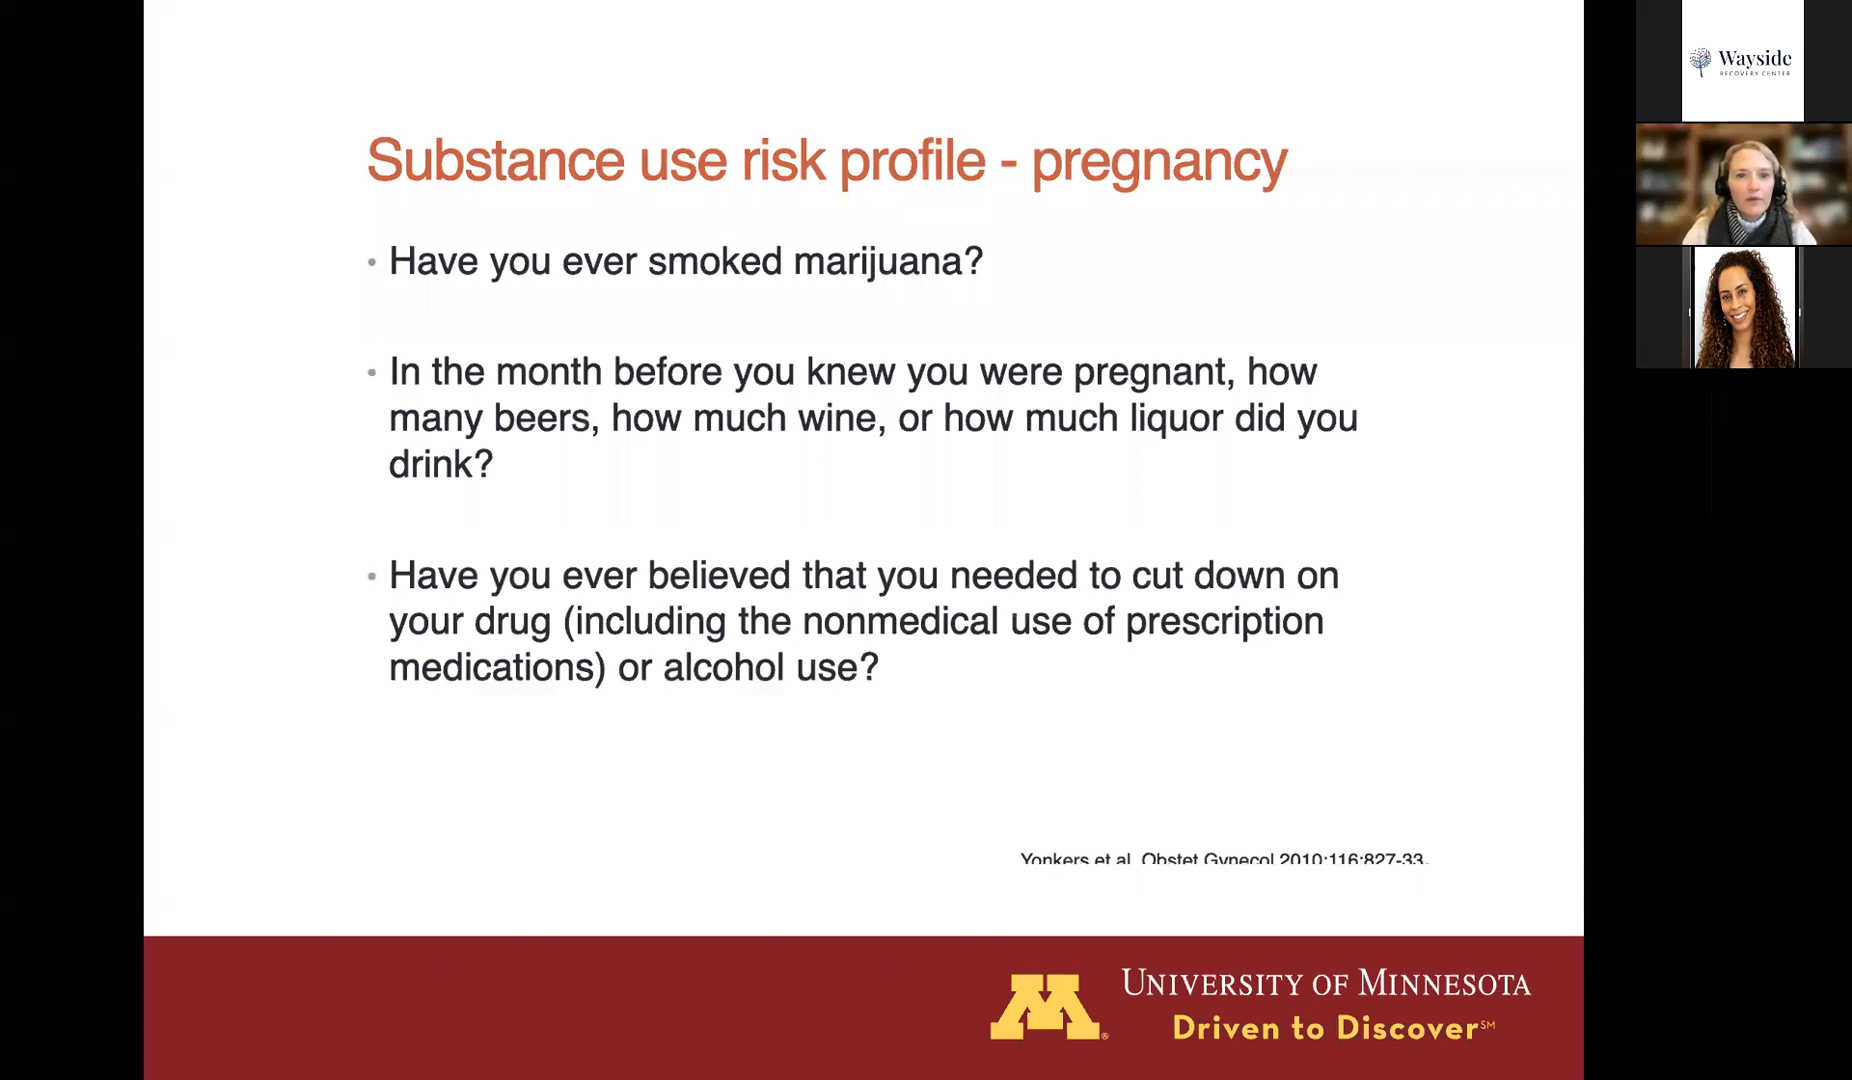 Substance use risk profile - pregnancy
• Have you ever smoked marijuana?
• In the month before you knew you were pregnant, how
many beers, how much wine, or how much liquor did you
drink?
• Have you ever believed that you needed to cut down on
your drug (including the nonmedical use of prescription
medications) or alcohol use?
Yonkers et al. Obstet Gynecol 2010;116:827-33.
M®
UNIVERSITY OF MINNESOTA
Driven to Discover℠
Wayside
RECOVERY CENTER